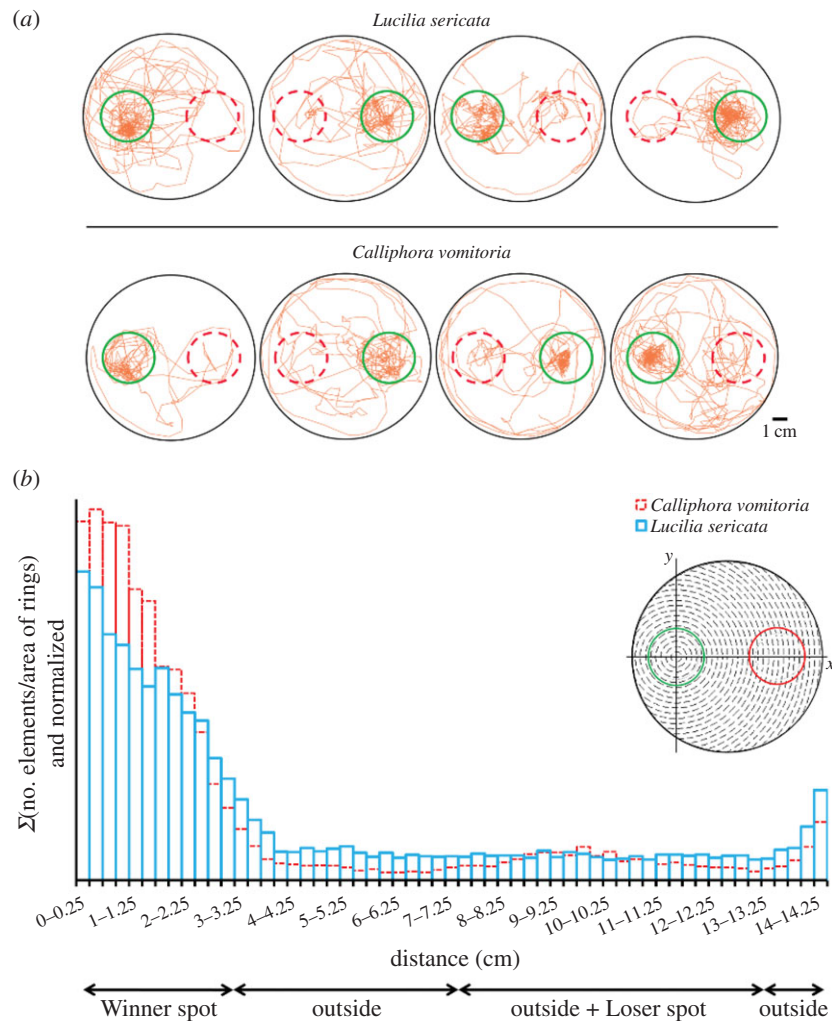 (a)
Lucilia sericata
Calliphora vomitoria
1 cm
(b)
Calliphora vomitoria
Lucilia sericata
y
x
Σ(no. elements/area of rings)
and normalized
0–0.25
1–1.25
2–2.25
3–3.25
4–4.25
5–5.25
6–6.25
7–7.25
8–8.25
9–9.25
10–10.25
11–11.25
12–12.25
13–13.25
14–14.25
distance (cm)
Winner spot
outside
outside + Loser spot
outside